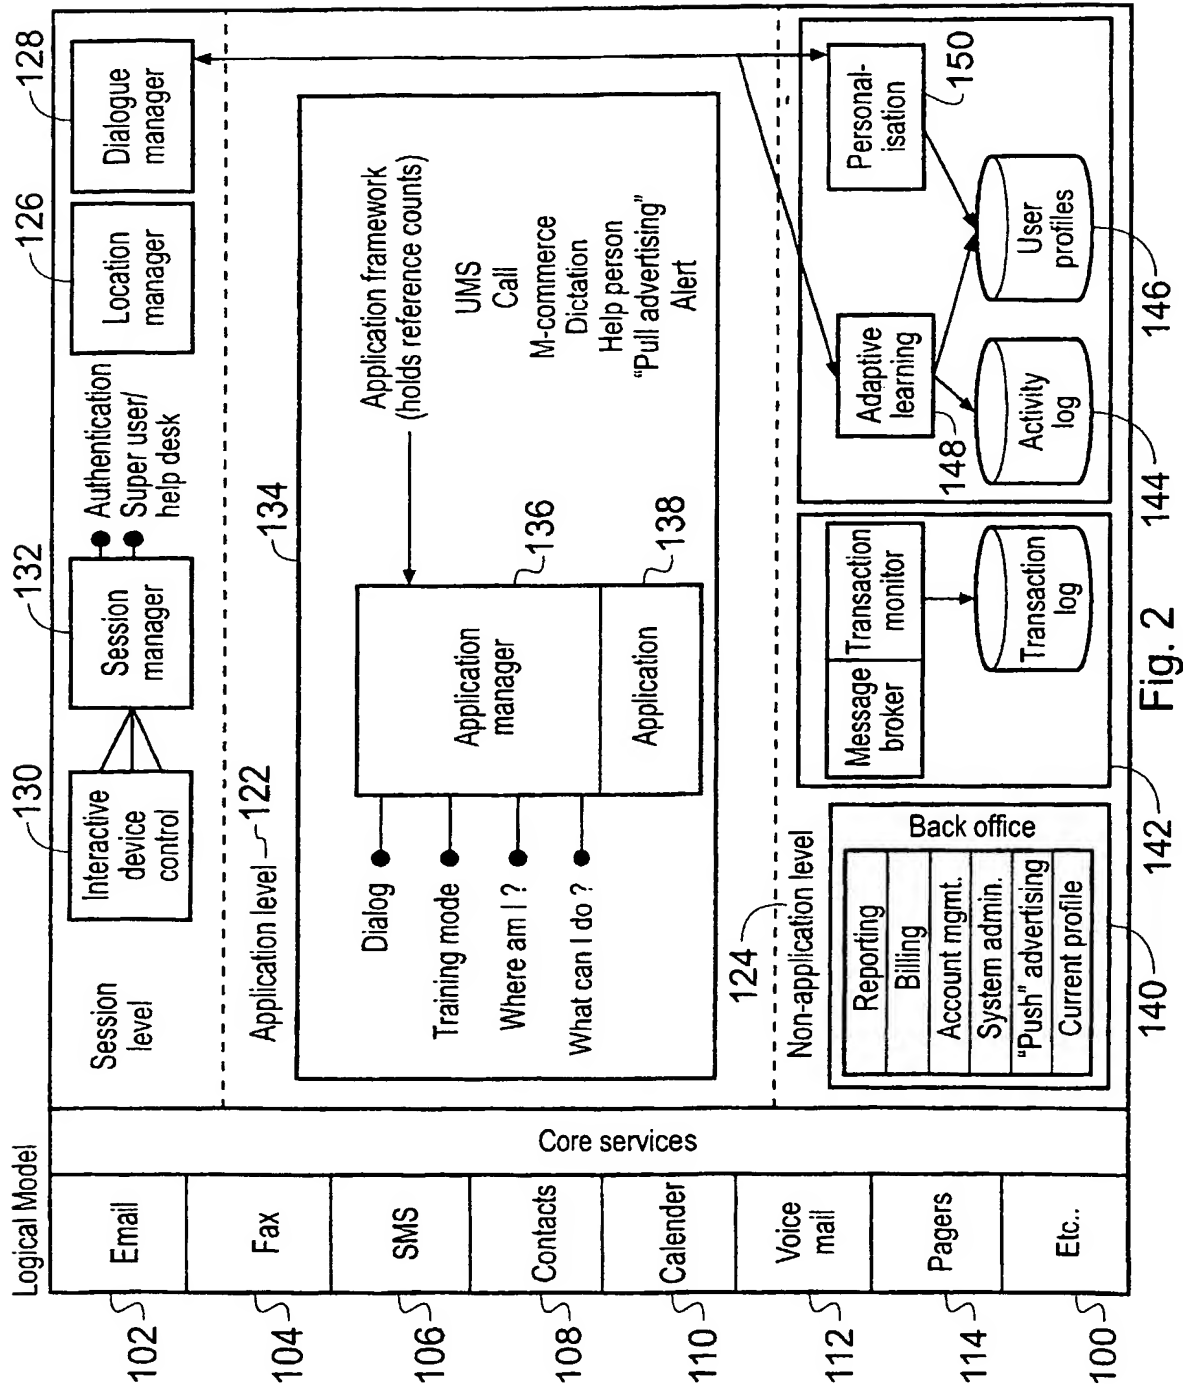 Logical Model
Email
Fax
SMS
Contacts
Calender
Voice
mail
Pagers
Etc..
102
104
106
108
110
112
114
100
Core services
Session
level
Interactive
device
control
130
Session
manager
132
Authentication
Super user/
help desk
Location
manager
126
Dialogue
manager
128
Application level
122
134
Dialog
Training mode
Where am I ?
What can I do ?
Application
manager
136
Application
138
Application framework
(holds reference counts)
UMS
Call
M-commerce
Dictation
Help person
"Pull advertising"
Alert
124
Non-application level
Back office
Reporting
Billing
Account mgmt.
System admin.
"Push" advertising
Current profile
140
Message
broker
Transaction
monitor
Transaction
log
142
Adaptive
learning
148
Personal-
isation
150
Activity
log
144
User
profiles
146
Fig. 2